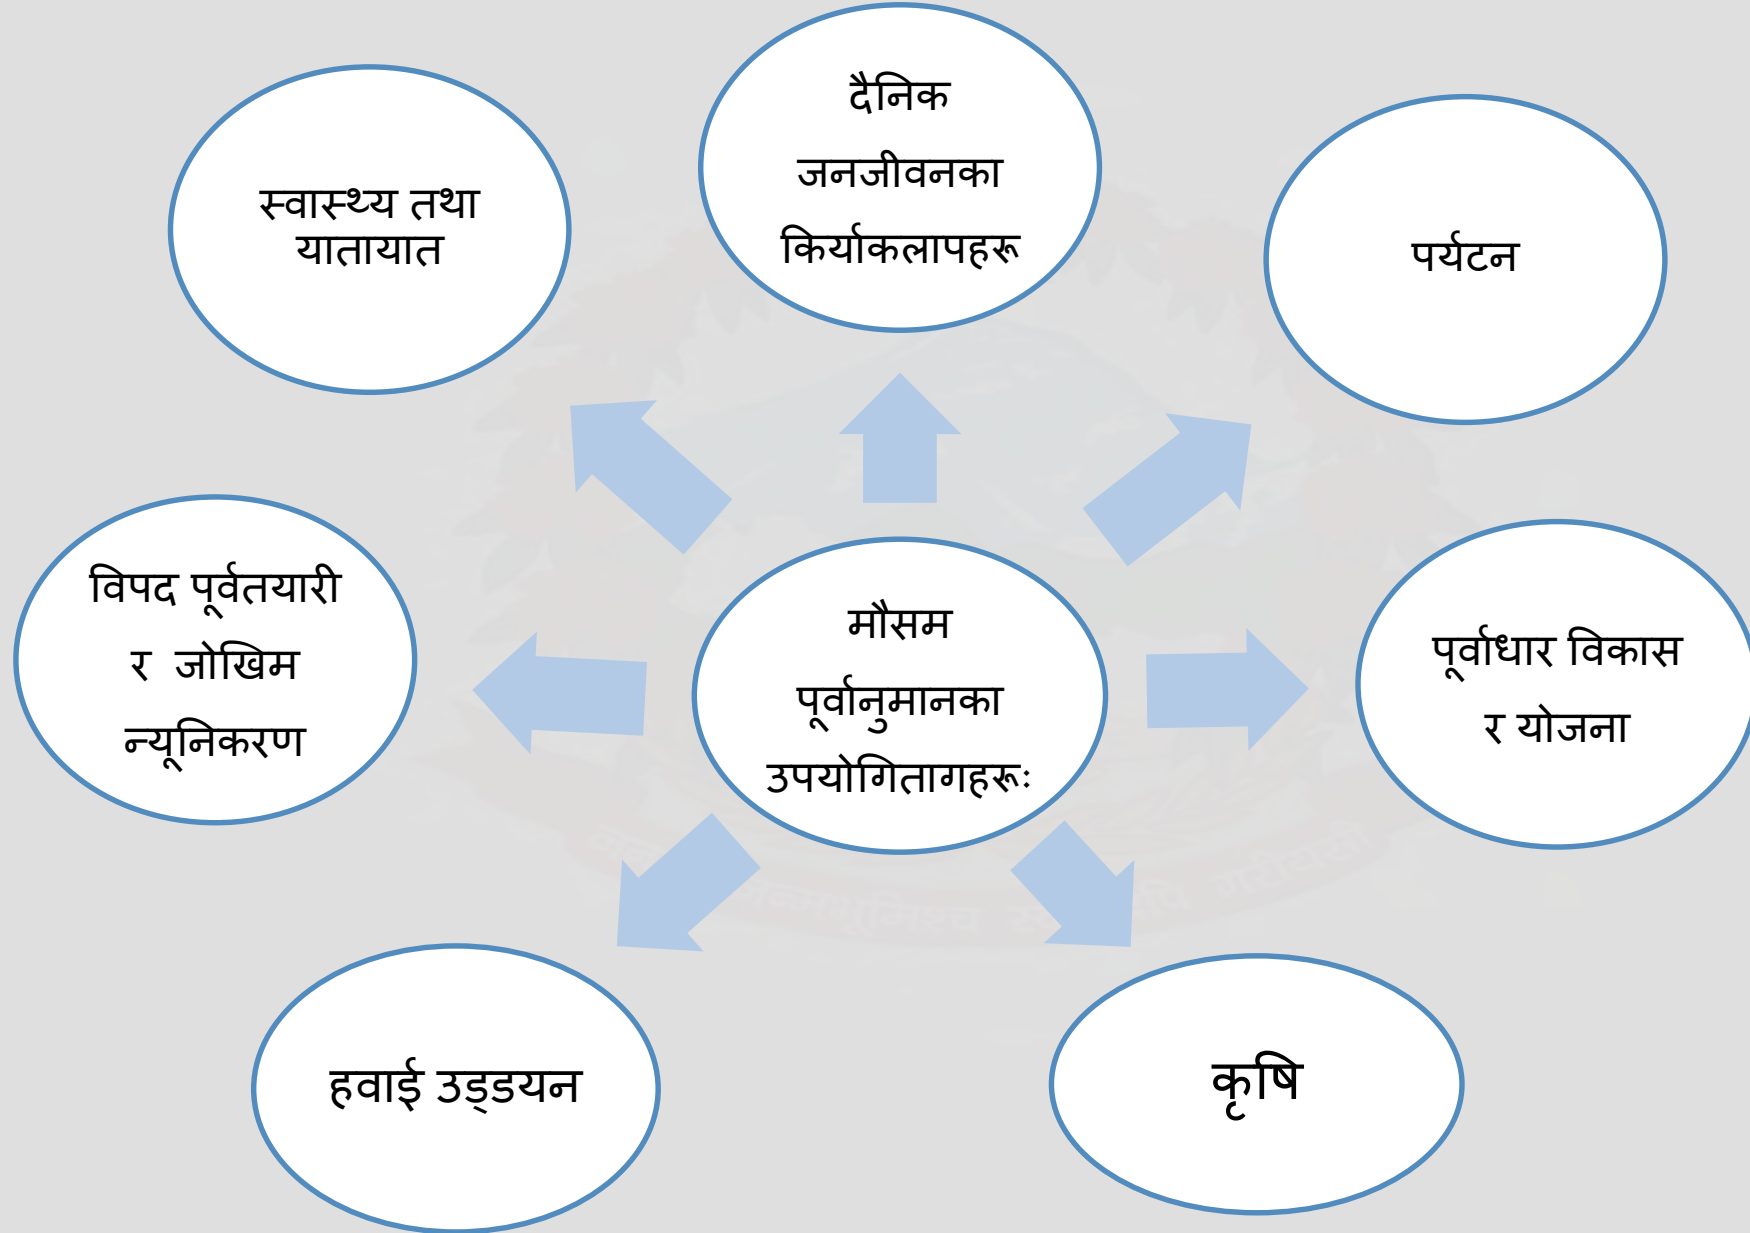 दैनिक
जनजीवनका
किर्याकलापहरू
स्वास्थ्य तथा
यातायात
पर्यटन
विपद पूर्वतयारी
र जोखिम
न्यूनिकरण
मौसम
पूर्वानुमानका
उपयोगितागहरूः
पूर्वाधार विकास
र योजना
हवाई उड्डयन
कृषि